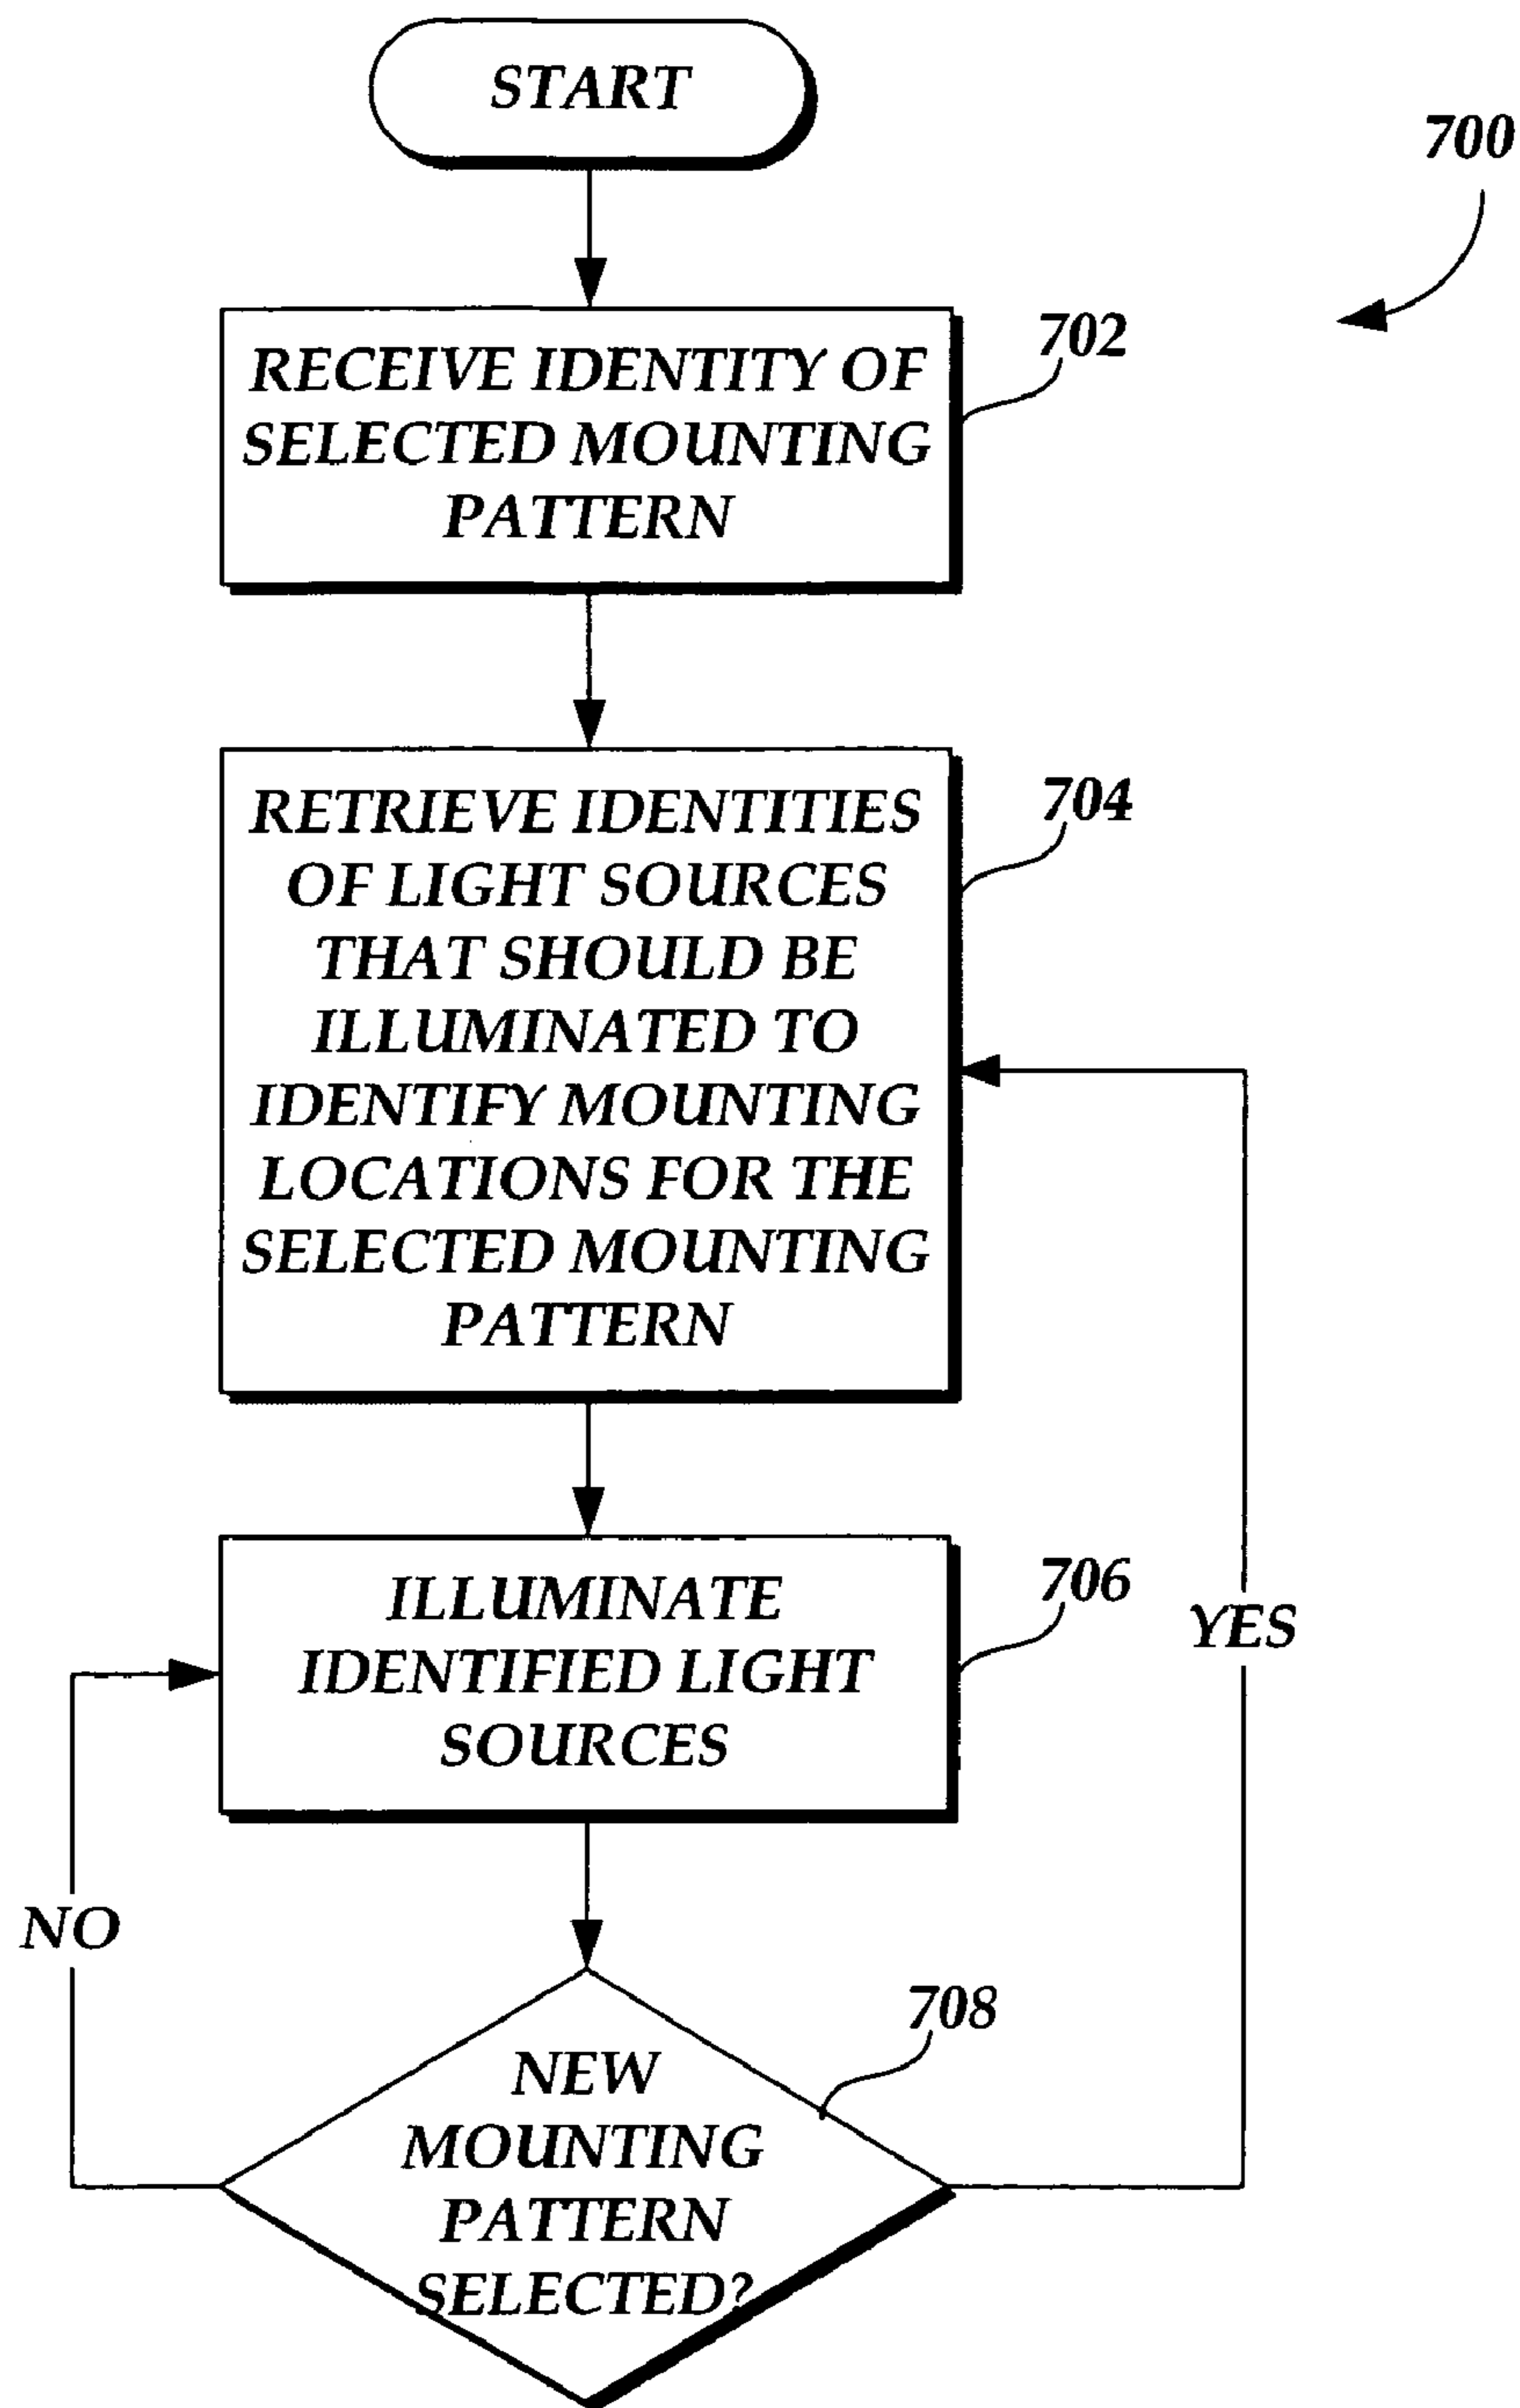 START
700
RECEIVE IDENTITY OF
SELECTED MOUNTING
PATTERN
702
RETRIEVE IDENTITIES
OF LIGHT SOURCES
THAT SHOULD BE
ILLUMINATED TO
IDENTIFY MOUNTING
LOCATIONS FOR THE
SELECTED MOUNTING
PATTERN
704
ILLUMINATE
IDENTIFIED LIGHT
SOURCES
706
YES
NO
NEW
MOUNTING
PATTERN
SELECTED?
708